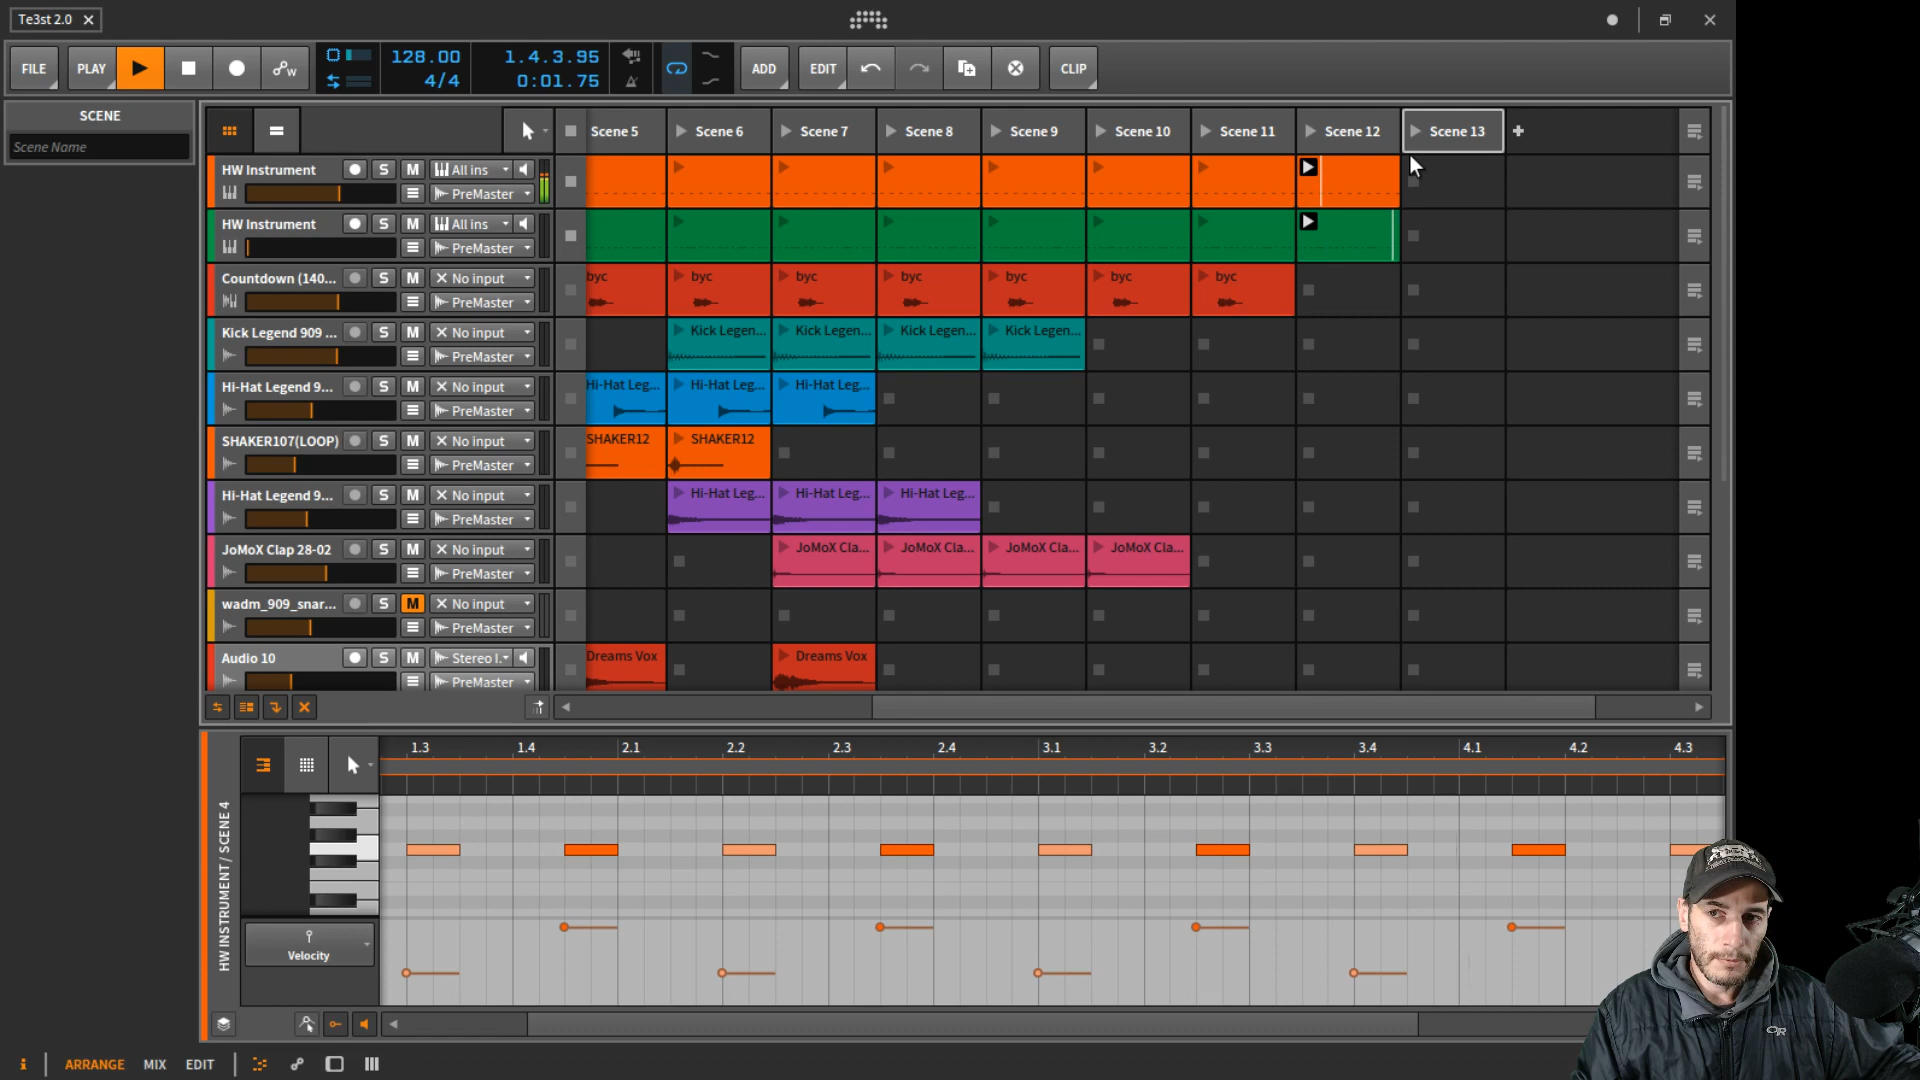 Te3st 2.0
FILE PLAY 128.00 4/4 1.4.3.95 0:01.75 ADD EDIT CLIP
SCENE
Scene Name
Scene 5 Scene 6 Scene 7 Scene 8 Scene 9 Scene 10 Scene 11 Scene 12 Scene 13
HW Instrument S M All ins
PreMaster
HW Instrument S M All ins
PreMaster
Countdown (140... S M No input byc byc byc byc byc byc byc
PreMaster
Kick Legend 909 ... S M No input Kick Legen... Kick Legen... Kick Legen... Kick Legen...
PreMaster
Hi-Hat Legend 9... S M No input Hi-Hat Leg... Hi-Hat Leg... Hi-Hat Leg...
PreMaster
SHAKER107(LOOP) S M No input SHAKER12 SHAKER12
PreMaster
Hi-Hat Legend 9... S M No input Hi-Hat Leg... Hi-Hat Leg... Hi-Hat Leg...
PreMaster
JoMoX Clap 28-02 S M No input JoMoX Cla... JoMoX Cla... JoMoX Cla... JoMoX Cla...
PreMaster
wadm_909_snar... S M No input
PreMaster
Audio 10 S M Stereo I. Dreams Vox Dreams Vox
PreMaster
1.3 1.4 2.1 2.2 2.3 2.4 3.1 3.2 3.3 3.4 4.1 4.2 4.3
HW INSTRUMENT / SCENE 4
Velocity
OR
i ARRANGE MIX EDIT